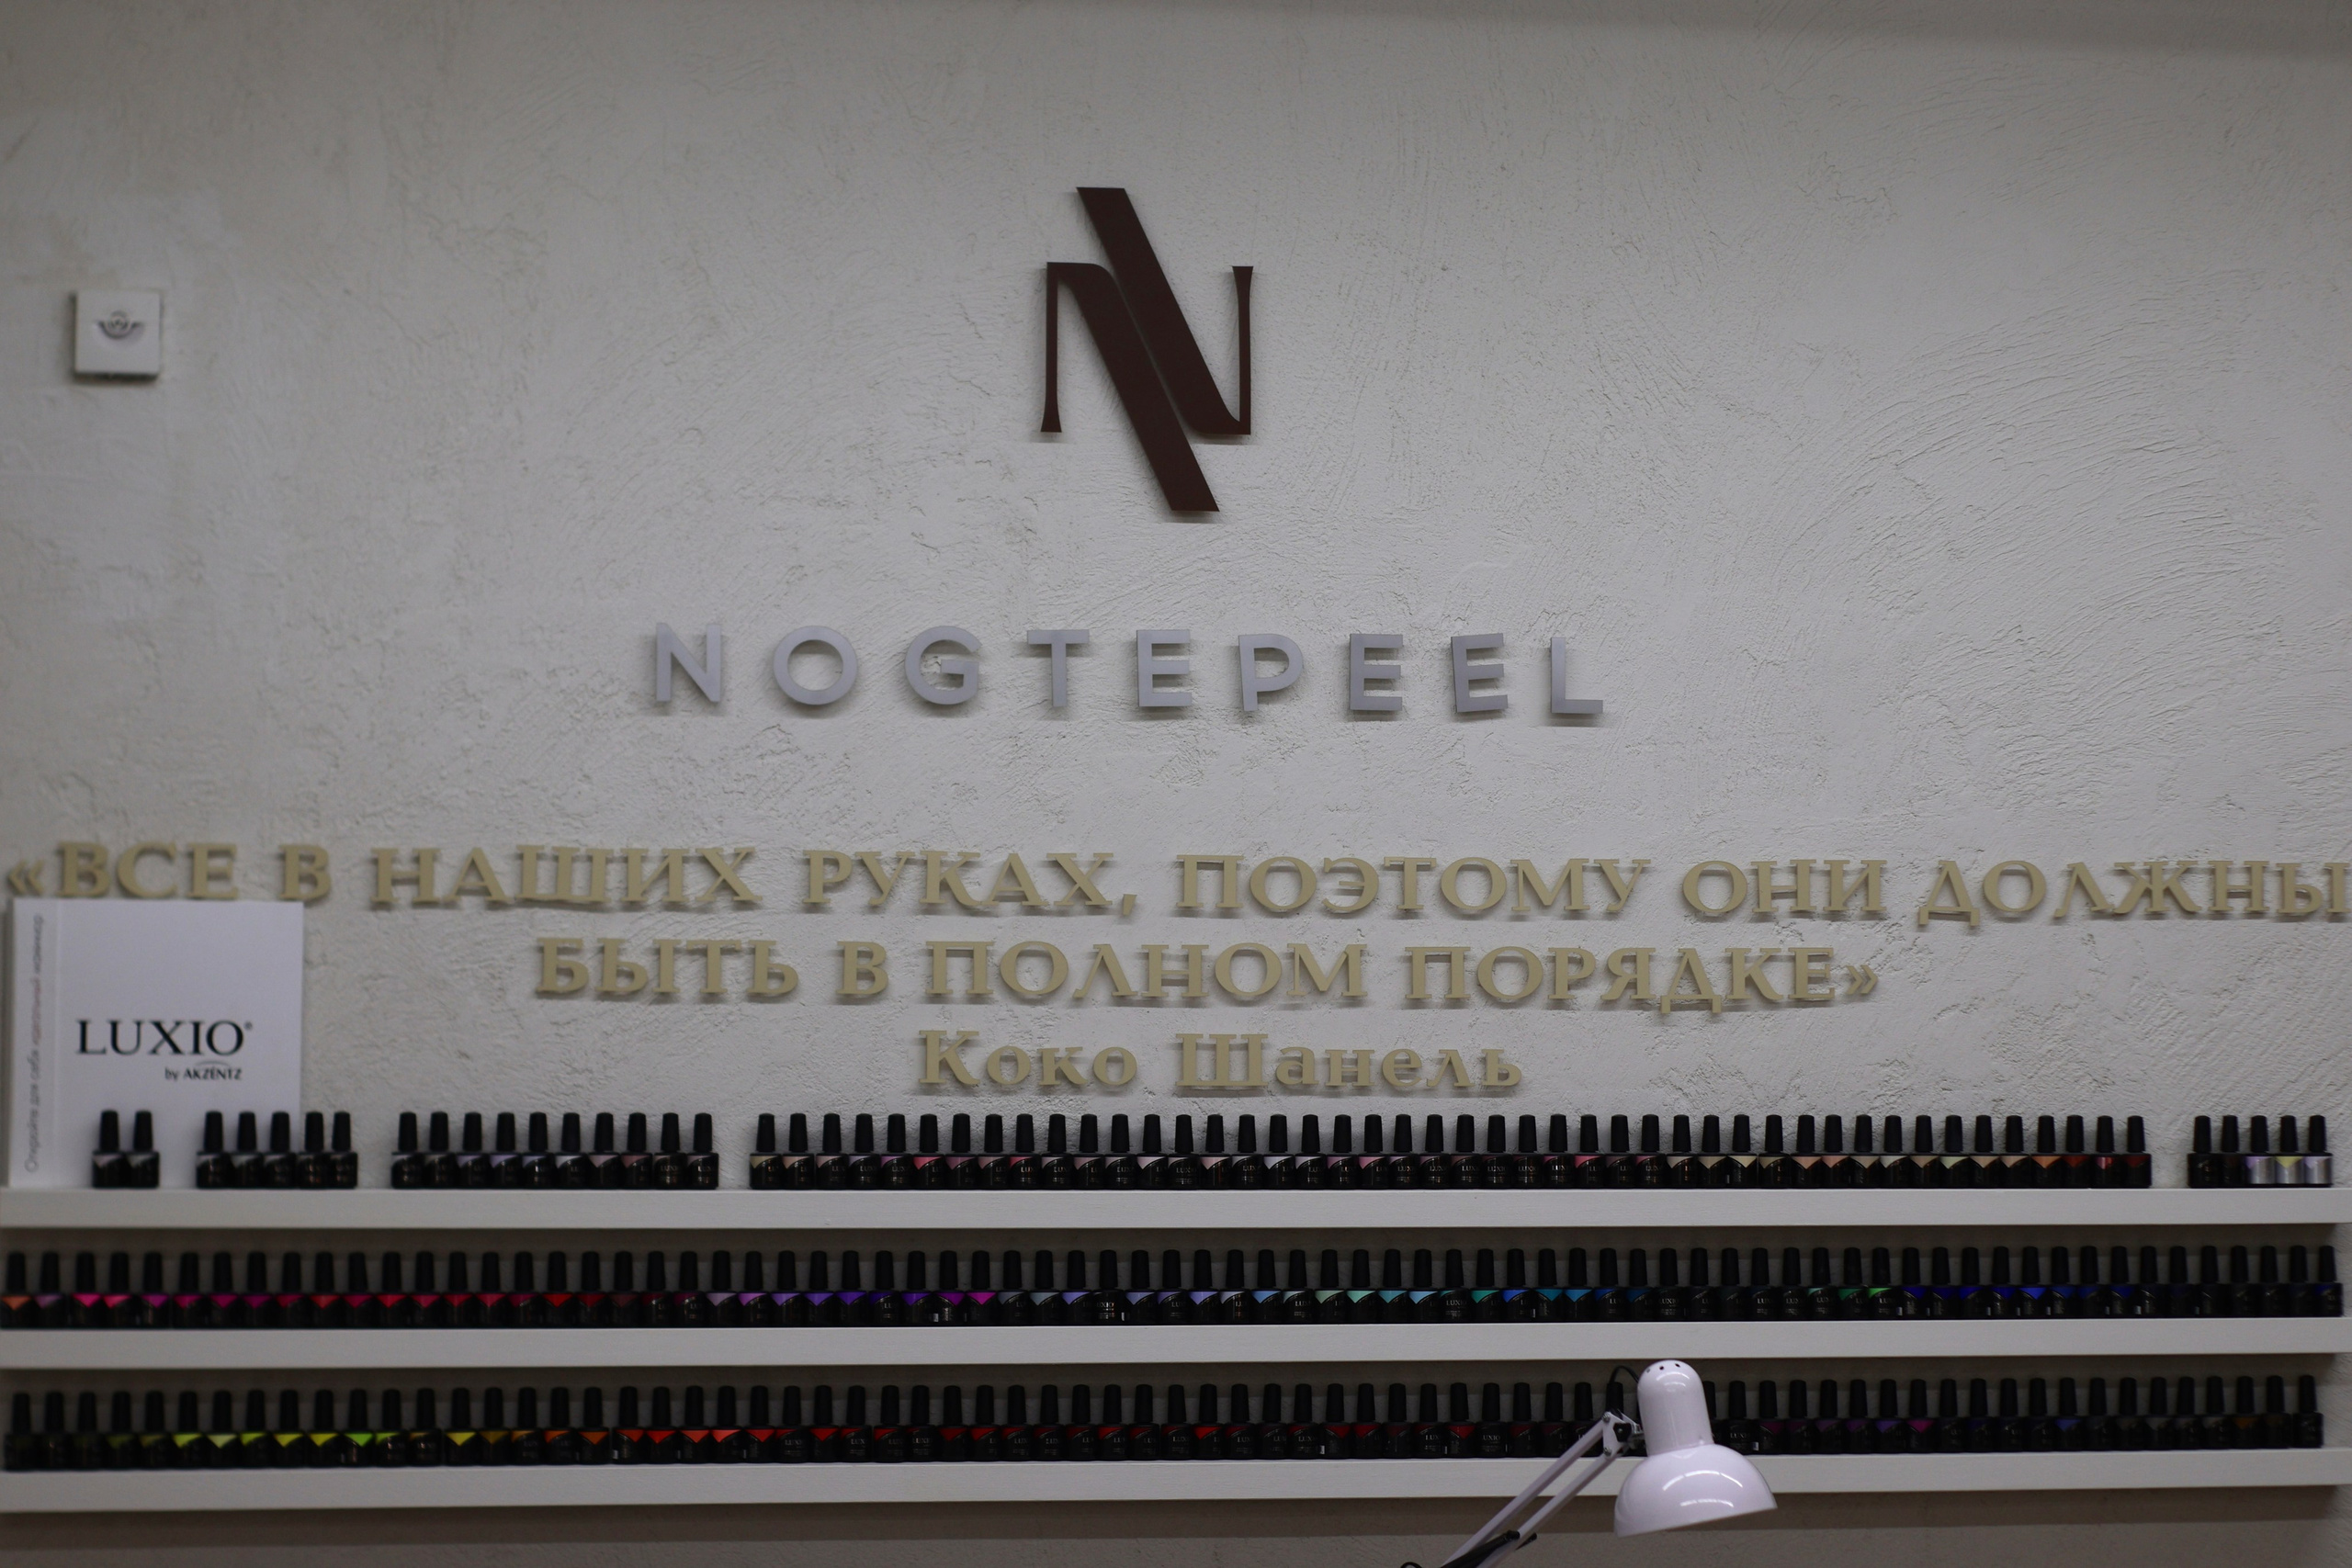 N
NOGTEPEEL
«ВСЕ В НАШИХ РУКАХ, ПОЭТОМУ ОНИ ДОЛЖНЫ
БЫТЬ В ПОЛНОМ ПОРЯДКЕ»
Коко Шанель
LUXIO®
by AKZENTZ